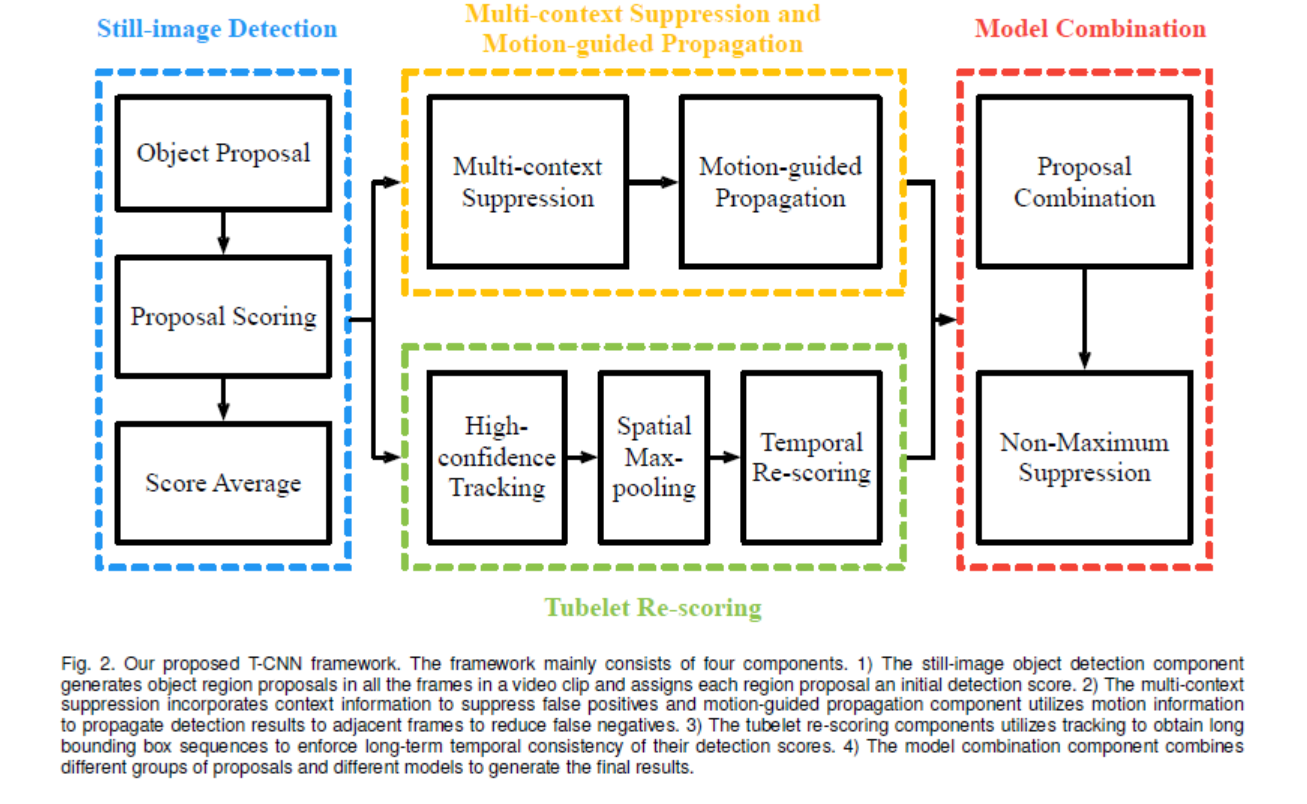 Still-image Detection
Object Proposal
Proposal Scoring
Score Average
Multi-context Suppression and
Motion-guided Propagation
Multi-context
Suppression
Motion-guided
Propagation
High-
confidence
Tracking
Spatial
Max-
pooling
Temporal
Re-scoring
Tubelet Re-scoring
Model Combination
Proposal
Combination
Non-Maximum
Suppression
Fig. 2. Our proposed T-CNN framework. The framework mainly consists of four components. 1) The still-image object detection component
generates object region proposals in all the frames in a video clip and assigns each region proposal an initial detection score. 2) The multi-context
suppression incorporates context information to suppress false positives and motion-guided propagation component utilizes motion information
to propagate detection results to adjacent frames to reduce false negatives. 3) The tubelet re-scoring components utilizes tracking to obtain long
bounding box sequences to enforce long-term temporal consistency of their detection scores. 4) The model combination component combines
different groups of proposals and different models to generate the final results.